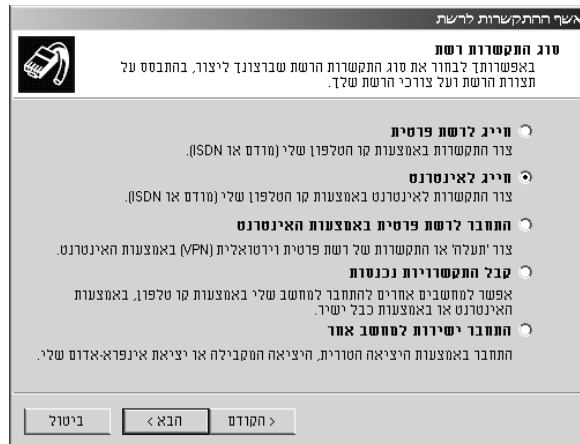 אשף ההתקשרות לרשת
סוג התקשרות רשת
באפשרותך לבחור את סוג התקשרות הרשת שברצונך ליצור, בהתבסס על
תצורת הרשת ועל צורכי הרשת שלך.
חייג לרשת פרטית
צור התקשרות באמצעות קו הטלפון שלי (מודם או ISDN).
חייג לאינטרנט
צור התקשרות לאינטרנט באמצעות קו הטלפון שלי (מודם או ISDN).
התחבר לרשת פרטית באמצעות האינטרנט
צור 'תעלה' או התקשרות של רשת פרטית וירטואלית (VPN) באמצעות האינטרנט.
קבל התקשרויות נכנסות
אפשר למחשבים אחרים להתחבר למחשב שלי באמצעות קו טלפון, באמצעות
האינטרנט או באמצעות כבל ישיר.
התחבר ישירות למחשב אחר
התחבר באמצעות היציאה הטורית, היציאה המקבילה או יציאת אינפרא-אדום שלי.
< הקודם הבא > ביטול